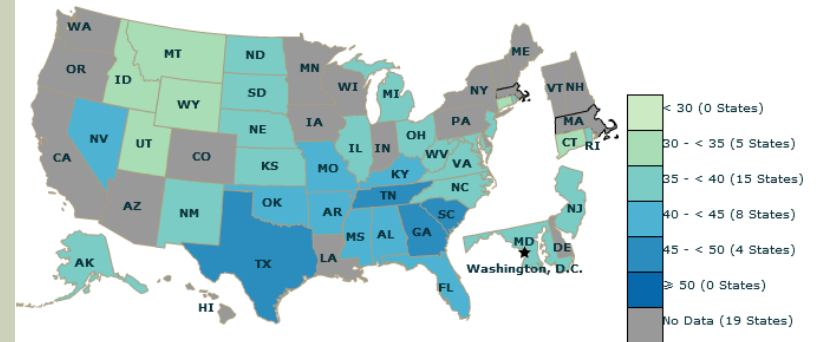 WA
OR
CA
NV
ID
MT
WY
UT
CO
AZ
NM
ND
SD
NE
KS
OK
TX
MN
IA
MO
AR
LA
WI
IL
MI
IN
OH
KY
TN
MS
AL
GA
FL
SC
NC
VA
WV
PA
NY
ME
VT
NH
MA
CT
RI
NJ
DE
MD
Washington, D.C.
AK
HI
< 30 (0 States)
30 - < 35 (5 States)
35 - < 40 (15 States)
40 - < 45 (8 States)
45 - < 50 (4 States)
≥ 50 (0 States)
No Data (19 States)